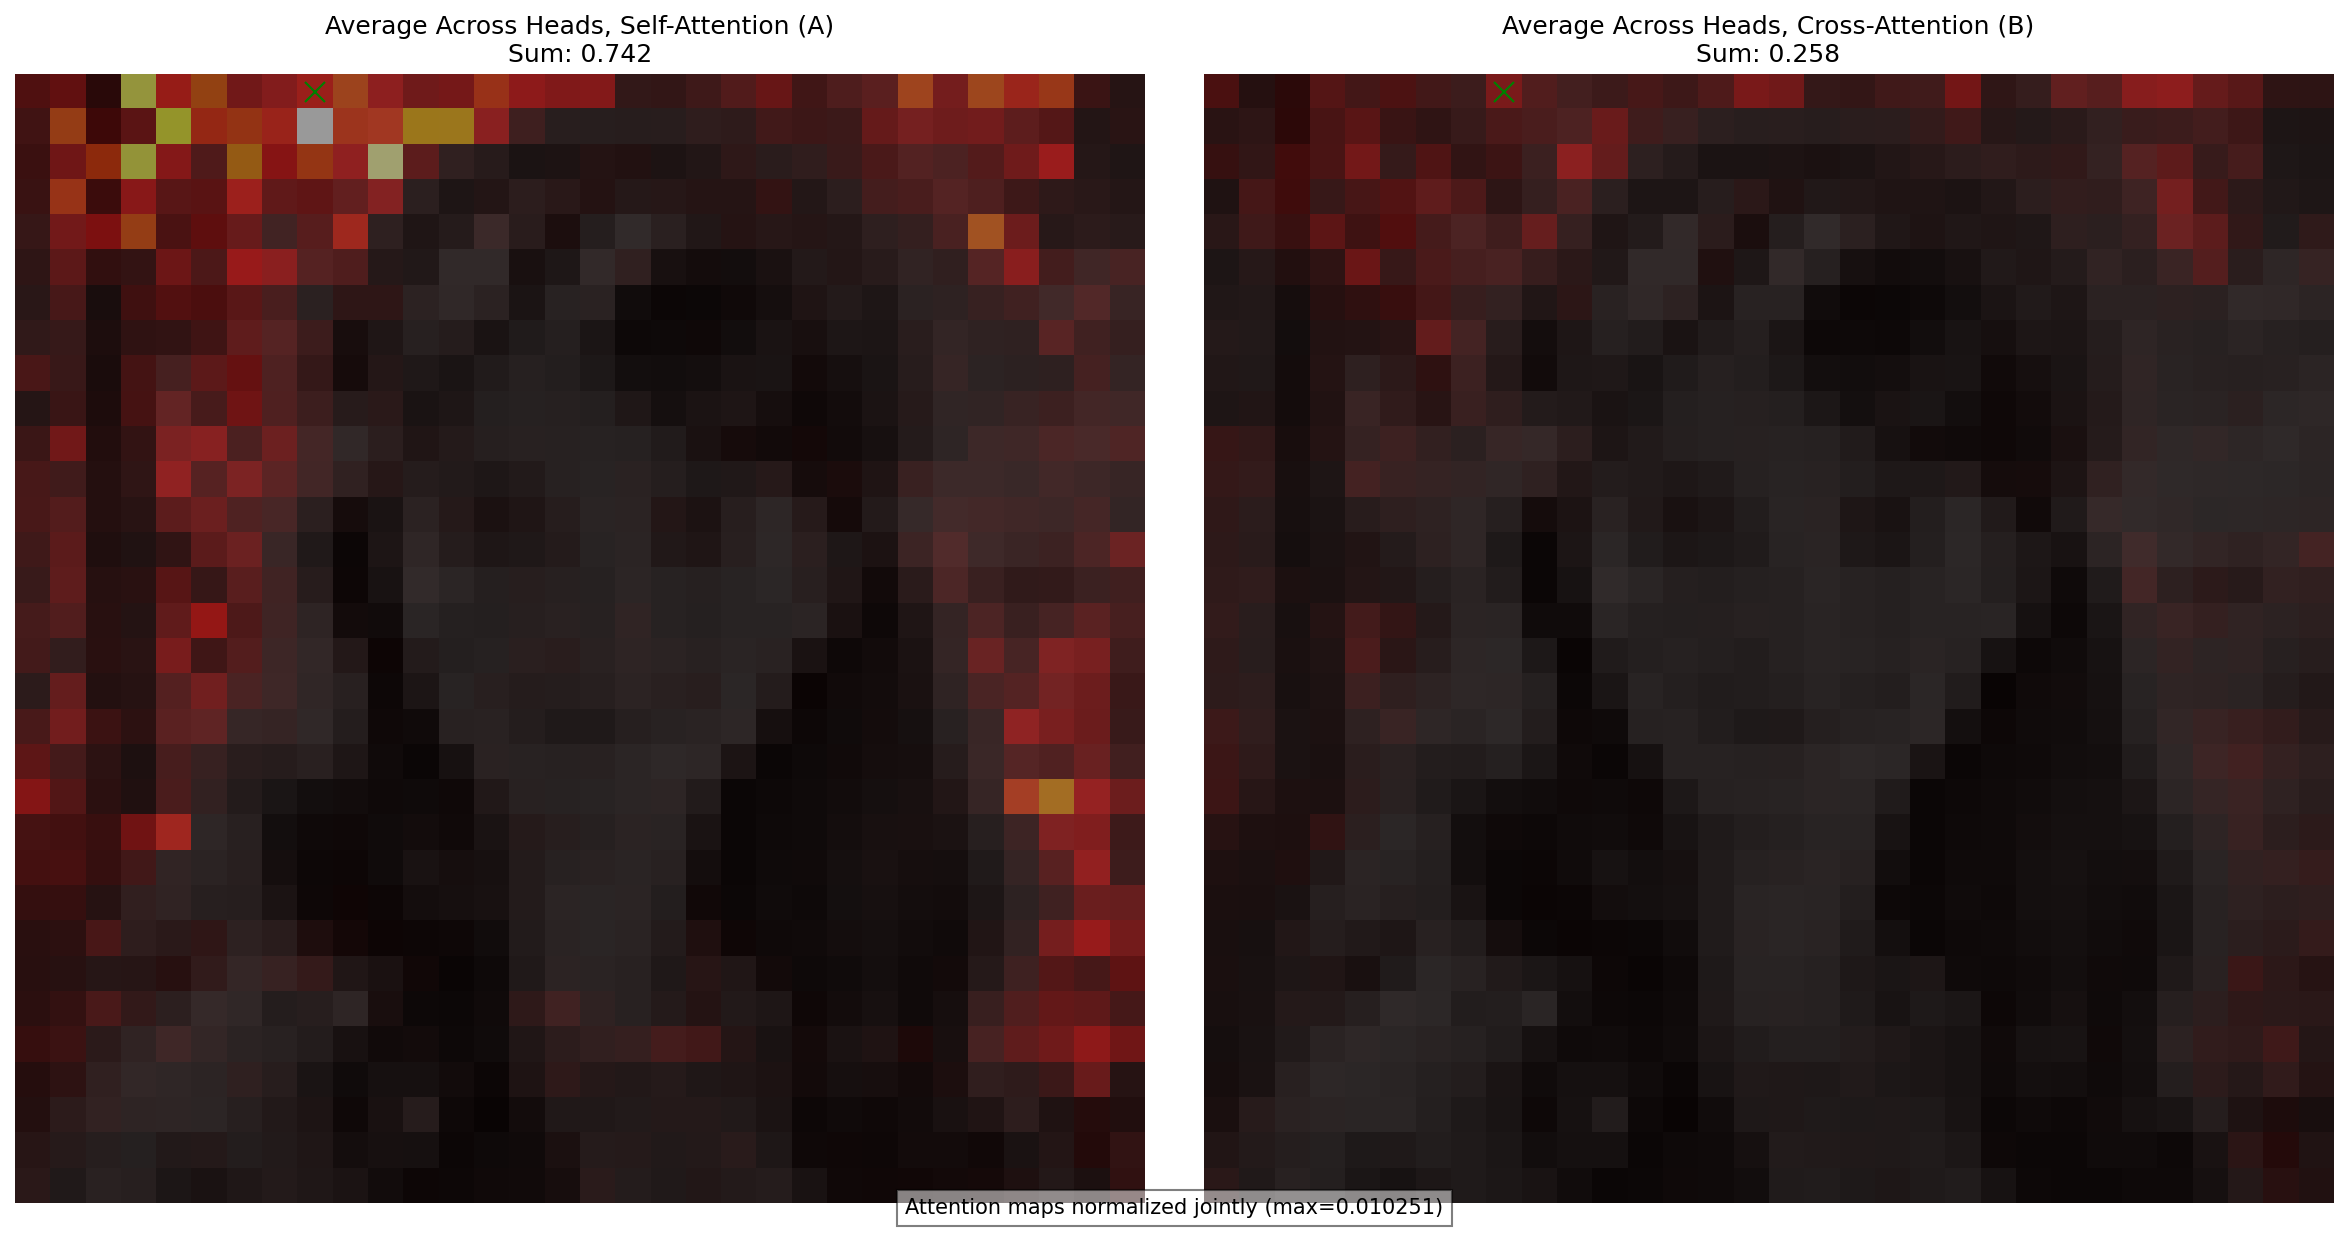 Average Across Heads, Self-Attention (A)
Sum: 0.742
Average Across Heads, Cross-Attention (B)
Sum: 0.258
Attention maps normalized jointly (max=0.010251)